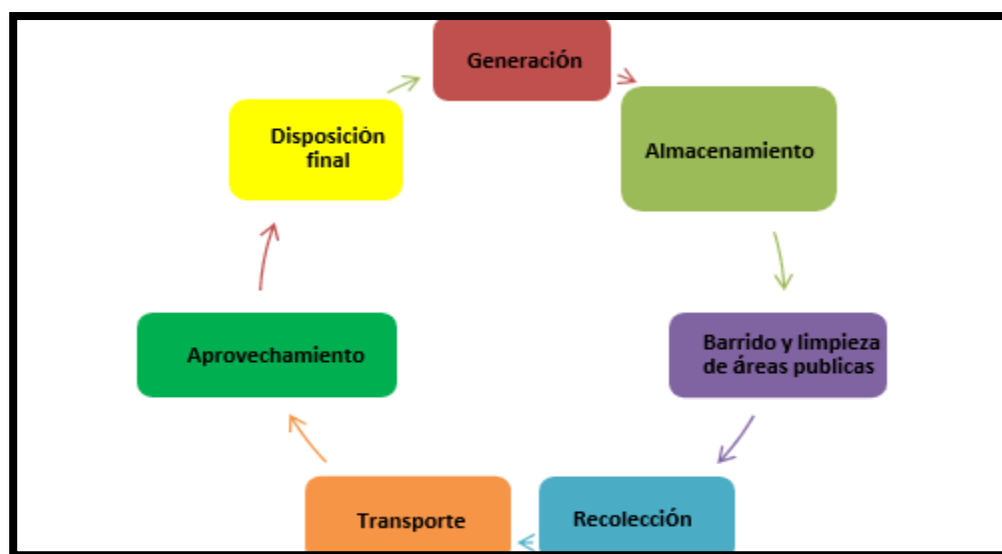 Generación
Almacenamiento
Barrido y limpieza
de áreas publicas
Recolección
Transporte
Aprovechamiento
Disposición
final